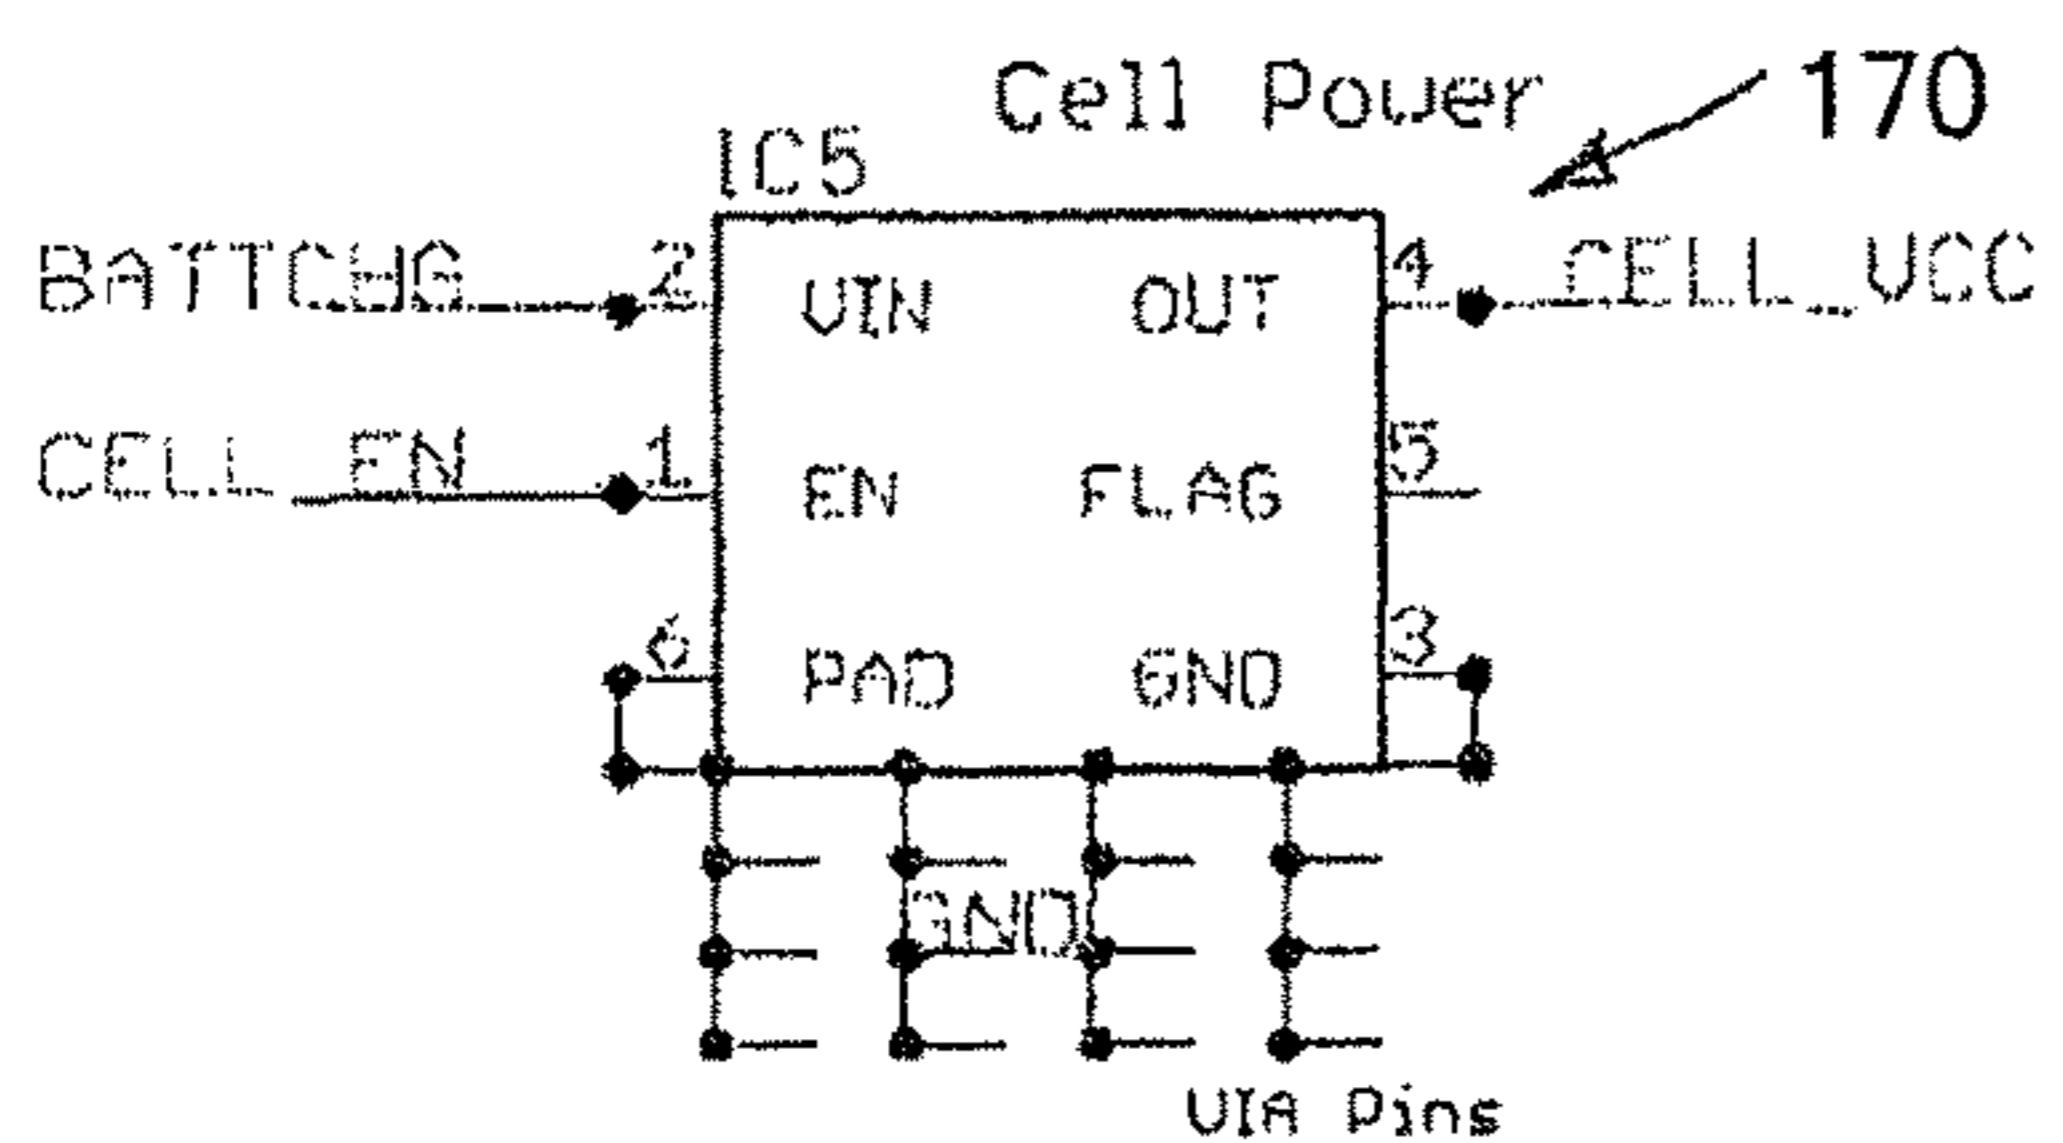 Cell Power
170
IC5
BATTCHG 2 VIN OUT 4 CELL_VCC
CELL_EN 1 EN FLAG 5
6 PAD GND 3
GND
VIA Pins